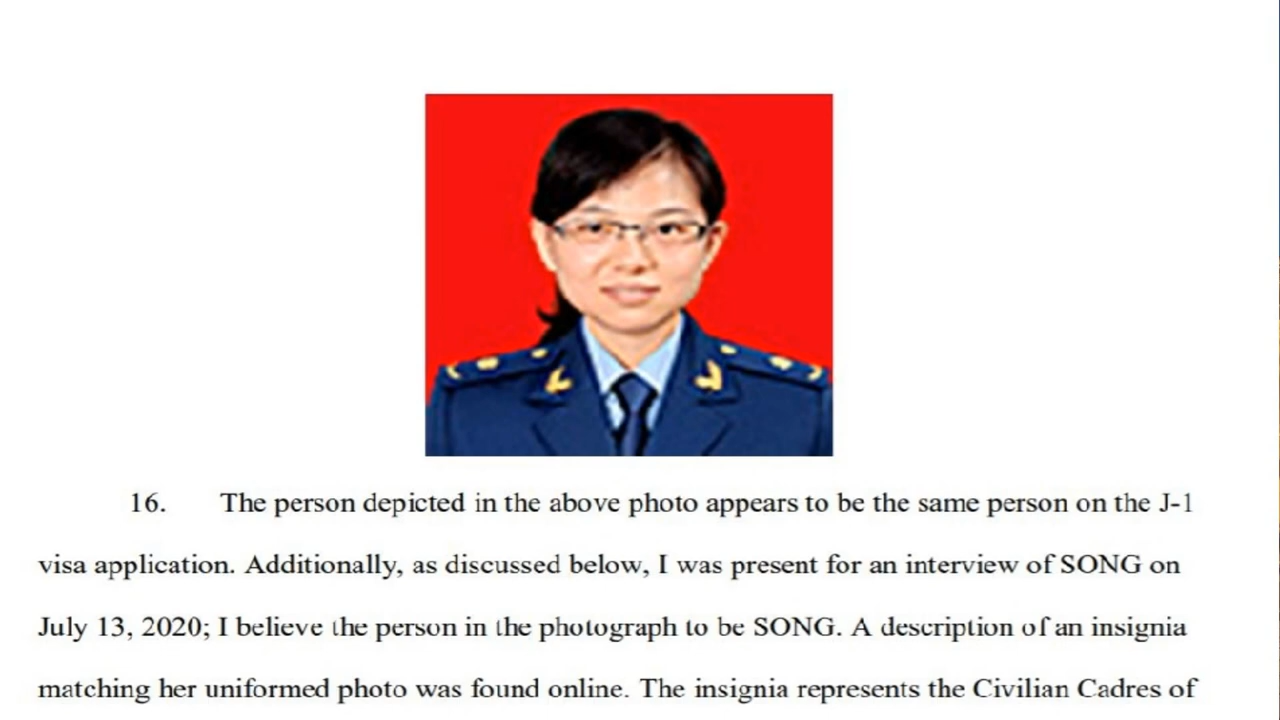 16. The person depicted in the above photo appears to be the same person on the J-1
visa application. Additionally, as discussed below, I was present for an interview of SONG on
July 13, 2020; I believe the person in the photograph to be SONG. A description of an insignia
matching her uniformed photo was found online. The insignia represents the Civilian Cadres of